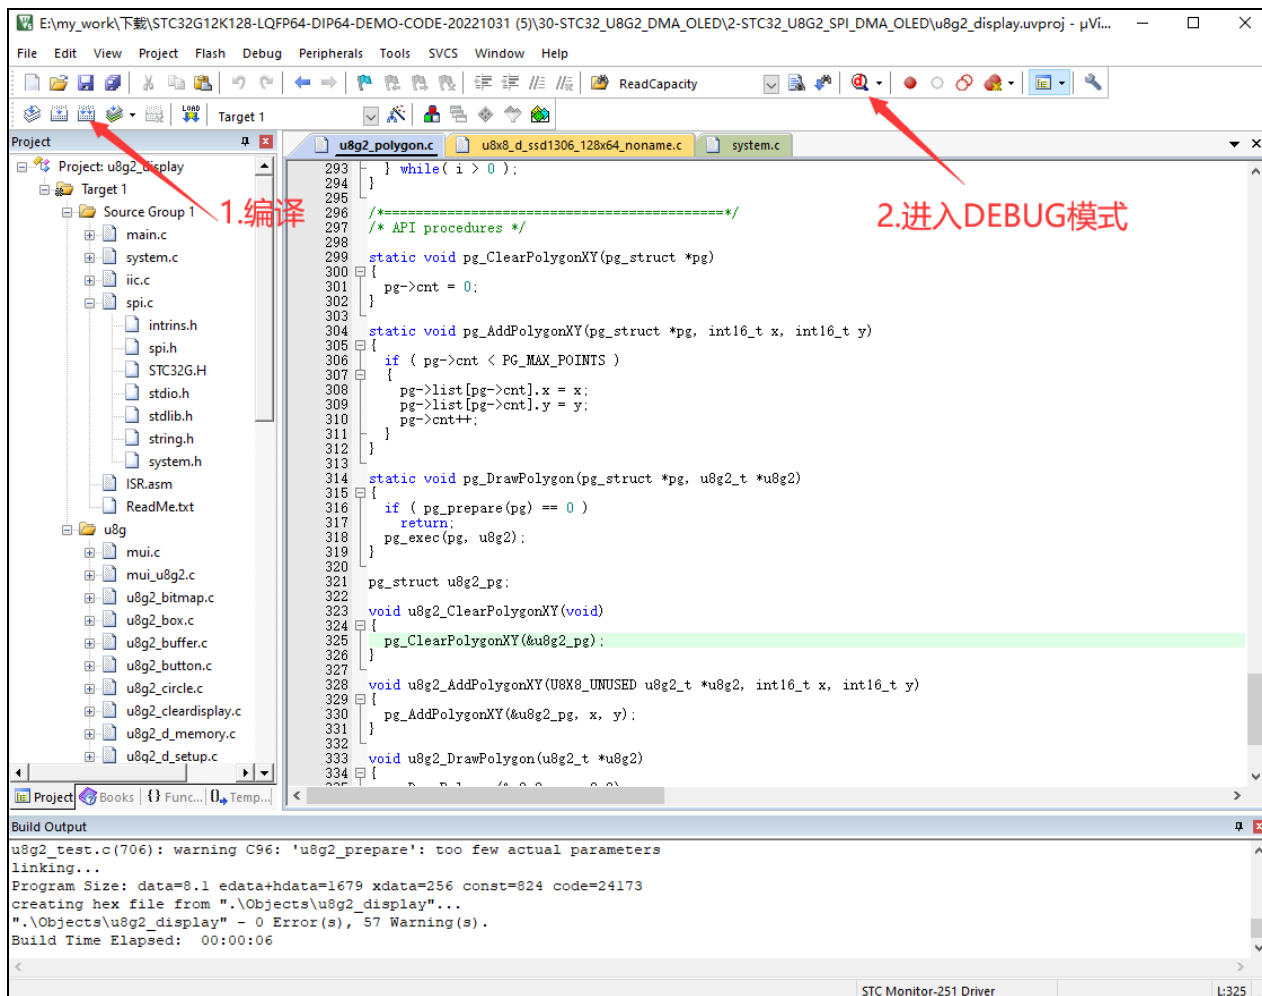 E:\my_work\下载\STC32G12K128-LQFP64-DIP64-DEMO-CODE-20221031 (5)\30-STC32_U8G2_DMA_OLED\2-STC32_U8G2_SPI_DMA_OLED\u8g2_display.uvproj - µVi...
File Edit View Project Flash Debug Peripherals Tools SVCS Window Help
ReadCapacity
LOAD Target 1
Project
u8g2_polygon.c u8x8_d_ssd1306_128x64_noname.c system.c
Project: u8g2_display
Target 1
Source Group 1
main.c
system.c
iic.c
spi.c
intrins.h
spi.h
STC32G.H
stdio.h
stdlib.h
string.h
system.h
ISR.asm
ReadMe.txt
u8g
mui.c
mui_u8g2.c
u8g2_bitmap.c
u8g2_box.c
u8g2_buffer.c
u8g2_button.c
u8g2_circle.c
u8g2_cleardisplay.c
u8g2_d_memory.c
u8g2_d_setup.c
Project Books {} Func... Temp...
1.编译
2.进入DEBUG模式
293 } while( i > 0 );
294 }
295
296 /*===========================================*/
297 /* API procedures */
298
299 static void pg_ClearPolygonXY(pg_struct *pg)
300 {
301 pg->cnt = 0;
302 }
303
304 static void pg_AddPolygonXY(pg_struct *pg, int16_t x, int16_t y)
305 {
306 if ( pg->cnt < PG_MAX_POINTS )
307 {
308 pg->list[pg->cnt].x = x;
309 pg->list[pg->cnt].y = y;
310 pg->cnt++;
311 }
312 }
313
314 static void pg_DrawPolygon(pg_struct *pg, u8g2_t *u8g2)
315 {
316 if ( pg_prepare(pg) == 0 )
317 return;
318 pg_exec(pg, u8g2);
319 }
320
321 pg_struct u8g2_pg;
322
323 void u8g2_ClearPolygonXY(void)
324 {
325 pg_ClearPolygonXY(&u8g2_pg);
326 }
327
328 void u8g2_AddPolygonXY(U8X8_UNUSED u8g2_t *u8g2, int16_t x, int16_t y)
329 {
330 pg_AddPolygonXY(&u8g2_pg, x, y);
331 }
332
333 void u8g2_DrawPolygon(u8g2_t *u8g2)
334 {
Build Output
u8g2_test.c(706): warning C96: 'u8g2_prepare': too few actual parameters
linking...
Program Size: data=8.1 edata+hdata=1679 xdata=256 const=824 code=24173
creating hex file from ".\Objects\u8g2_display"...
".\Objects\u8g2_display" - 0 Error(s), 57 Warning(s).
Build Time Elapsed:  00:00:06
STC Monitor-251 Driver L:325